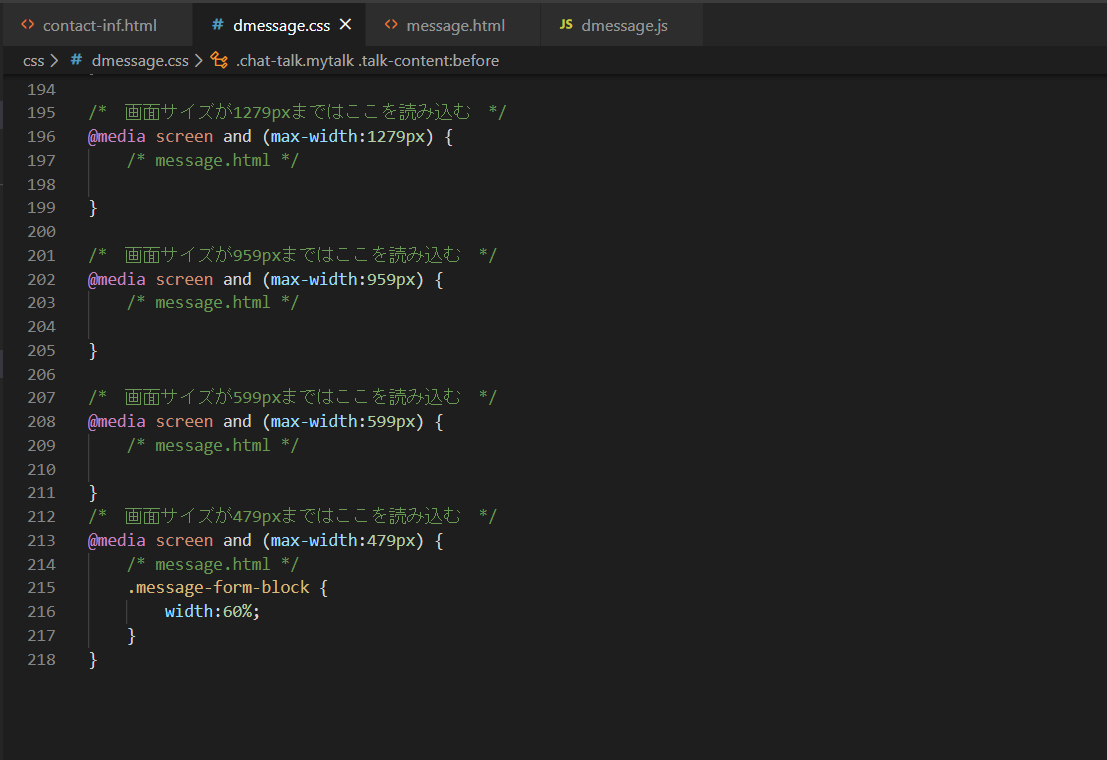 contact-inf.html # dmessage.css × message.html JS dmessage.js
css > # dmessage.css > .chat-talk.mytalk .talk-content:before
194
195 /* 画面サイズが1279pxまではここを読み込む */
196 @media screen and (max-width:1279px) {
197 /* message.html */
198
199 }
200
201 /* 画面サイズが959pxまではここを読み込む */
202 @media screen and (max-width:959px) {
203 /* message.html */
204
205 }
206
207 /* 画面サイズが599pxまではここを読み込む */
208 @media screen and (max-width:599px) {
209 /* message.html */
210
211 }
212 /* 画面サイズが479pxまではここを読み込む */
213 @media screen and (max-width:479px) {
214 /* message.html */
215 .message-form-block {
216 width:60%;
217 }
218 }